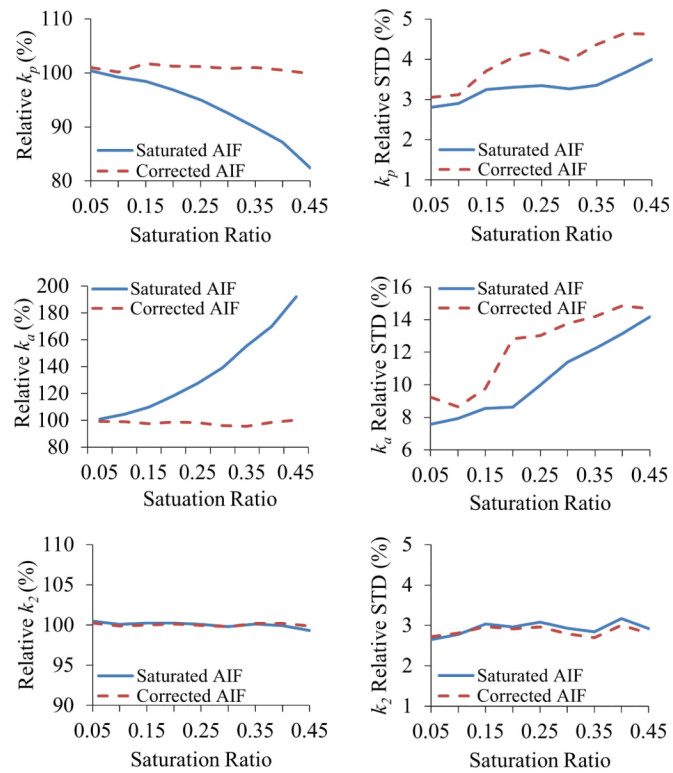 Relative kp (%)
110
100
90
80
Saturated AIF
Corrected AIF
0.05 0.15 0.25 0.35 0.45
Saturation Ratio
kp Relative STD (%)
5
4
3
2
1
Saturated AIF
Corrected AIF
0.05 0.15 0.25 0.35 0.45
Saturation Ratio
Relative ka (%)
200
180
160
140
120
100
80
Saturated AIF
Corrected AIF
0.05 0.15 0.25 0.35 0.45
Satuation Ratio
ka Relative STD (%)
16
14
12
10
8
6
Saturated AIF
Corrected AIF
0.05 0.15 0.25 0.35 0.45
Saturation Ratio
Relative k2 (%)
110
105
100
95
90
Saturated AIF
Corrected AIF
0.05 0.15 0.25 0.35 0.45
Saturation Ratio
k2 Relative STD (%)
5
4
3
2
1
Saturated AIF
Corrected AIF
0.05 0.15 0.25 0.35 0.45
Saturation Ratio